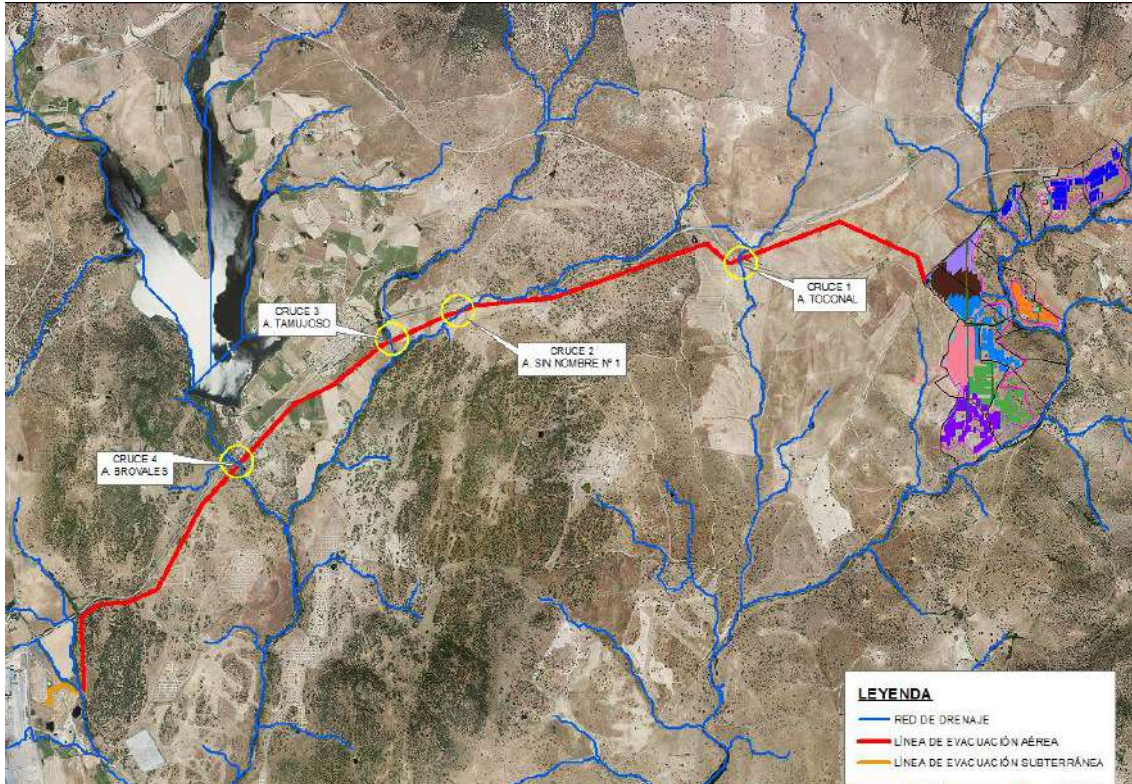 CRUCE 1
A. TOCONAL
CRUCE 3
A. TAMUJOSO
CRUCE 2
A. SIN NOMBRE Nº 1
CRUCE 4
A. BROVALES
LEYENDA
RED DE DRENAJE
LÍNEA DE EVACUACIÓN AÉREA
LÍNEA DE EVACUACIÓN SUBTERRÁNEA